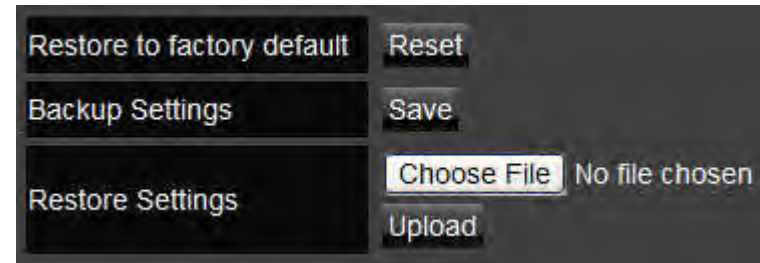 Restore to factory default Reset
Backup Settings Save
Restore Settings
Choose File No file chosen
Upload